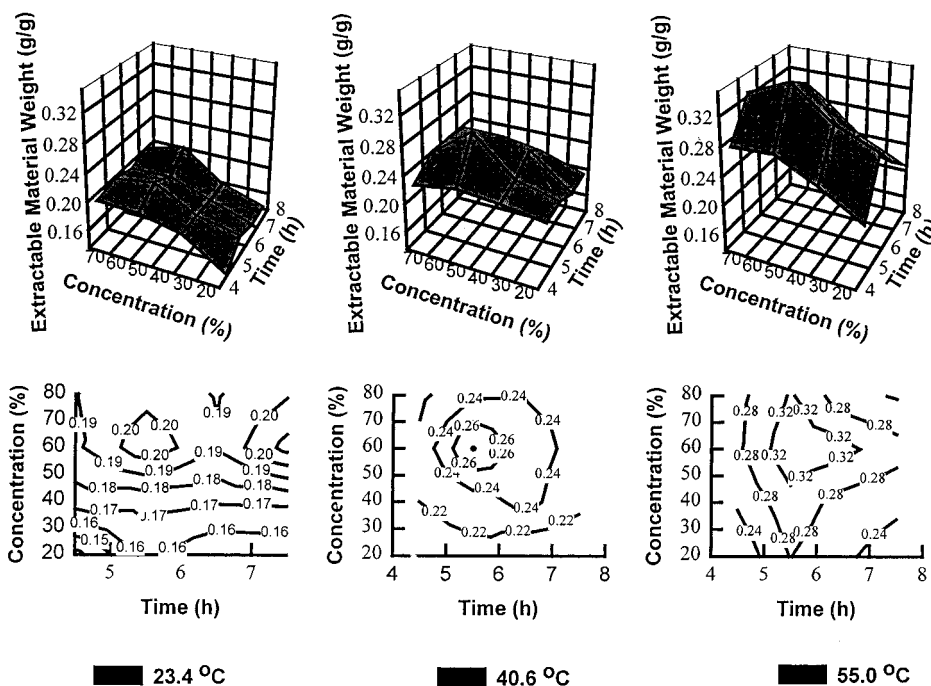 Extractable Material Weight (g/g)
0.32
0.28
0.24
0.20
0.16
70
60
50
40
30
20
Concentration (%)
4
5
6
7
8
Time (h)
Extractable Material Weight (g/g)
0.32
0.28
0.24
0.20
0.16
70
60
50
40
30
20
Concentration (%)
4
5
6
7
8
Time (h)
Extractable Material Weight (g/g)
0.32
0.28
0.24
0.20
0.16
70
60
50
40
30
20
Concentration (%)
4
5
6
7
8
Time (h)
Concentration (%)
80
70
60
50
40
30
20
0.19 0.19 0.20
0.20 0.20
0.20 0.20
0.19 0.19 0.19
0.18 0.18 0.18 0.18
0.17 0.17 0.17 0.17
0.16 0.16 0.16
0.15 0.16 0.16
5 6 7
Time (h)
Concentration (%)
80
70
60
50
40
30
20
0.24 0.24
0.24 0.26 0.26 0.24
0.24 0.26 0.26
0.24 0.24
0.22 0.22
0.22 0.22
4 5 6 7 8
Time (h)
Concentration (%)
80
70
60
50
40
30
20
0.28 0.32 0.32 0.28
0.28
0.28 0.32 0.32 0.32
0.32 0.28
0.28 0.28
0.24 0.28 0.24
0.28
4 5 6 7 8
Time (h)
23.4 °C
40.6 °C
55.0 °C